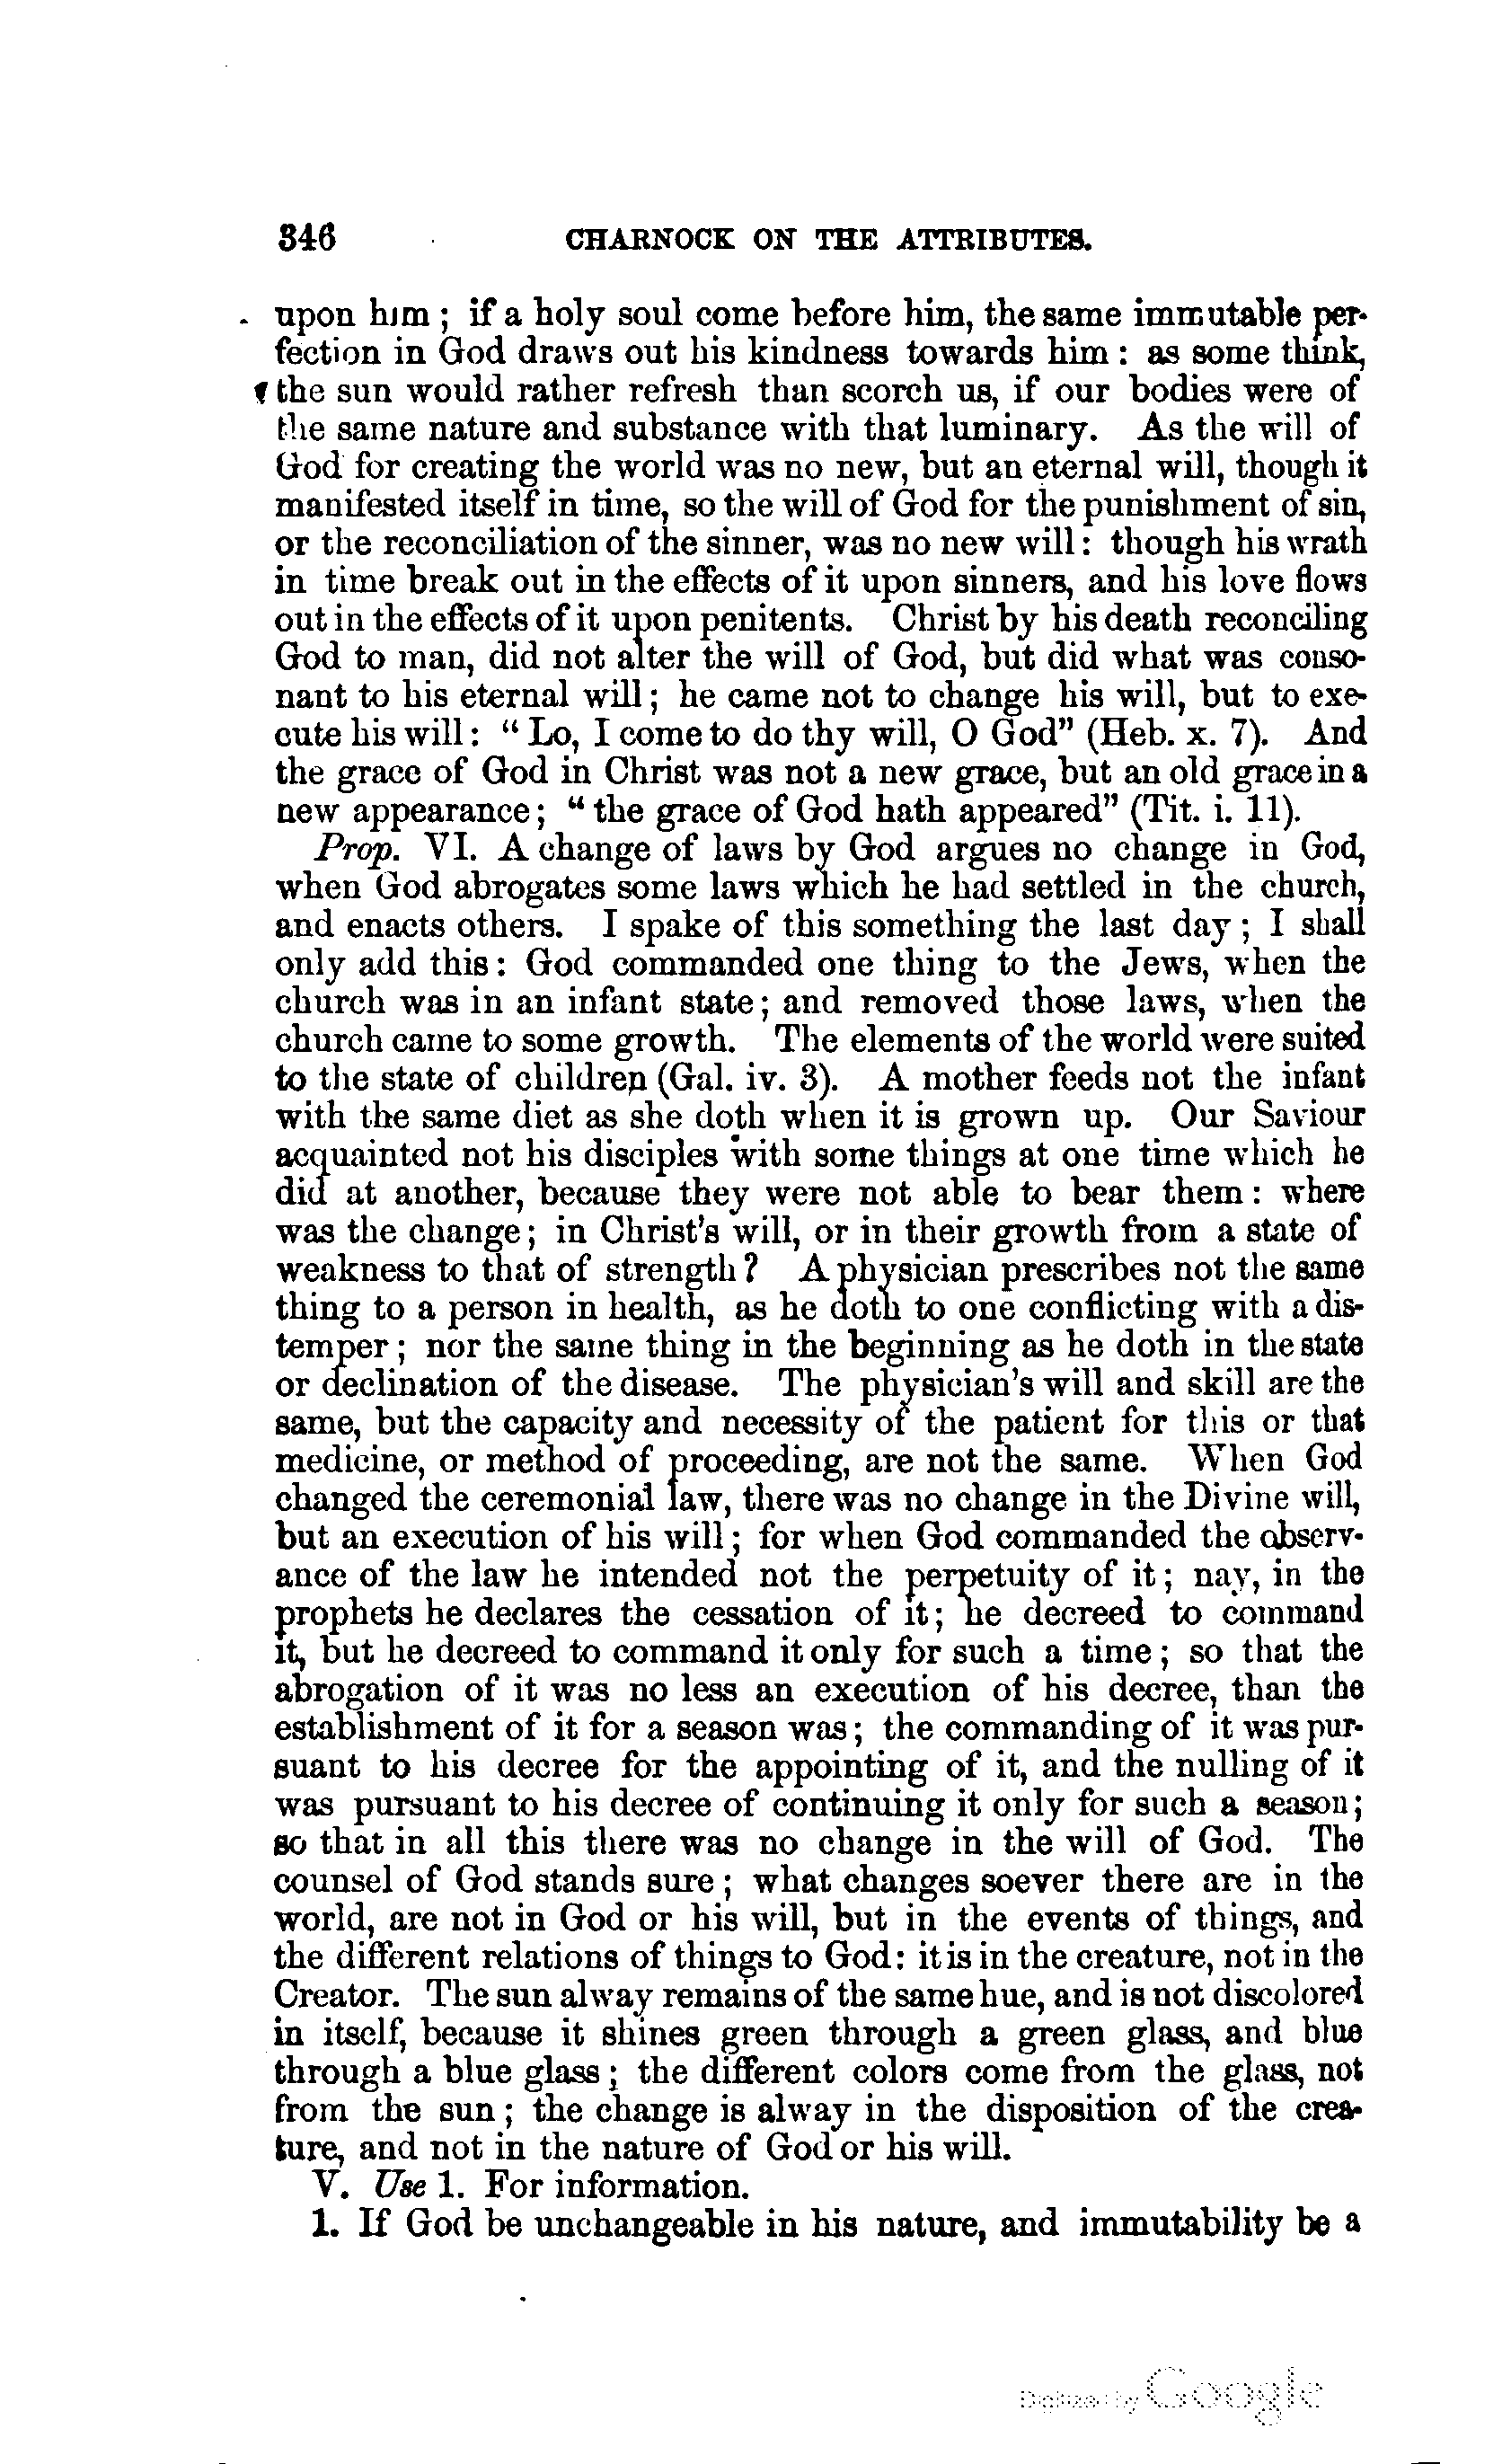 346 CHARNOCK ON THE ATTRIBUTES.
upon him; if a holy soul come before him, the same immutable per-
fection in God draws out his kindness towards him: as some think,
the sun would rather refresh than scorch us, if our bodies were of
the same nature and substance with that luminary. As the will of
God for creating the world was no new, but an eternal will, though it
manifested itself in time, so the will of God for the punishment of sin,
or the reconciliation of the sinner, was no new will: though his wrath
in time break out in the effects of it upon sinners, and his love flows
out in the effects of it upon penitents. Christ by his death reconciling
God to man, did not alter the will of God, but did what was conso-
nant to his eternal will; he came not to change his will, but to exe-
cute his will: "Lo, I come to do thy will, O God" (Heb. x. 7). And
the grace of God in Christ was not a new grace, but an old grace in a
new appearance; "the grace of God hath appeared" (Tit. i. 11).
Prop. VI. A change of laws by God argues no change in God,
when God abrogates some laws which he had settled in the church,
and enacts others. I spake of this something the last day; I shall
only add this: God commanded one thing to the Jews, when the
church was in an infant state; and removed those laws, when the
church came to some growth. The elements of the world were suited
to the state of children (Gal. iv. 3). A mother feeds not the infant
with the same diet as she doth when it is grown up. Our Saviour
acquainted not his disciples with some things at one time which he
did at another, because they were not able to bear them: where
was the change; in Christ's will, or in their growth from a state of
weakness to that of strength? A physician prescribes not the same
thing to a person in health, as he doth to one conflicting with a dis-
temper; nor the same thing in the beginning as he doth in the state
or declination of the disease. The physician's will and skill are the
same, but the capacity and necessity of the patient for this or that
medicine, or method of proceeding, are not the same. When God
changed the ceremonial law, there was no change in the Divine will,
but an execution of his will; for when God commanded the observ-
ance of the law he intended not the perpetuity of it; nay, in the
prophets he declares the cessation of it; he decreed to command
it, but he decreed to command it only for such a time; so that the
abrogation of it was no less an execution of his decree, than the
establishment of it for a season was; the commanding of it was pur-
suant to his decree for the appointing of it, and the nulling of it
was pursuant to his decree of continuing it only for such a season;
so that in all this there was no change in the will of God. The
counsel of God stands sure; what changes soever there are in the
world, are not in God or his will, but in the events of things, and
the different relations of things to God: it is in the creature, not in the
Creator. The sun alway remains of the same hue, and is not discolored
in itself, because it shines green through a green glass, and blue
through a blue glass; the different colors come from the glass, not
from the sun; the change is alway in the disposition of the crea-
ture, and not in the nature of God or his will.
V. Use 1. For information.
1. If God be unchangeable in his nature, and immutability be a
Digitized by Google